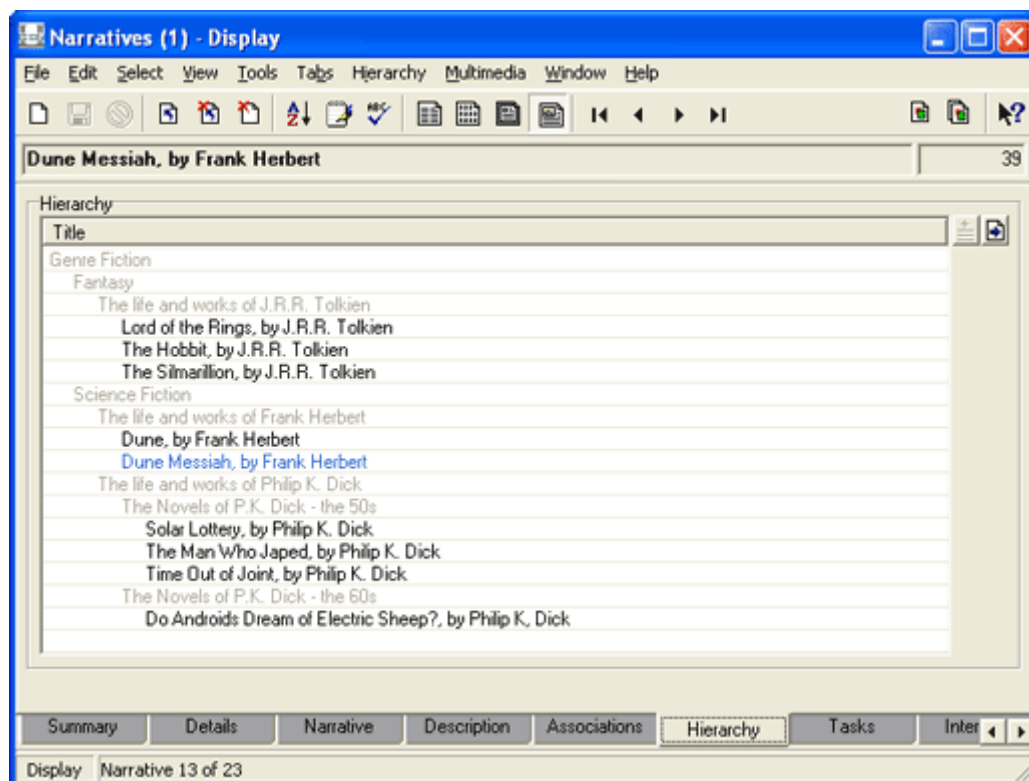 Narratives (1) - Display
File Edit Select View Tools Tabs Hierarchy Multimedia Window Help
Dune Messiah, by Frank Herbert 39
Hierarchy
Title
Genre Fiction
Fantasy
The life and works of J.R.R. Tolkien
Lord of the Rings, by J.R.R. Tolkien
The Hobbit, by J.R.R. Tolkien
The Silmarillion, by J.R.R. Tolkien
Science Fiction
The life and works of Frank Herbert
Dune, by Frank Herbert
Dune Messiah, by Frank Herbert
The life and works of Philip K. Dick
The Novels of P.K. Dick - the 50s
Solar Lottery, by Philip K. Dick
The Man Who Japed, by Philip K. Dick
Time Out of Joint, by Philip K. Dick
The Novels of P.K. Dick - the 60s
Do Androids Dream of Electric Sheep?, by Philip K, Dick
Summary Details Narrative Description Associations Hierarchy Tasks Inter
Display Narrative 13 of 23